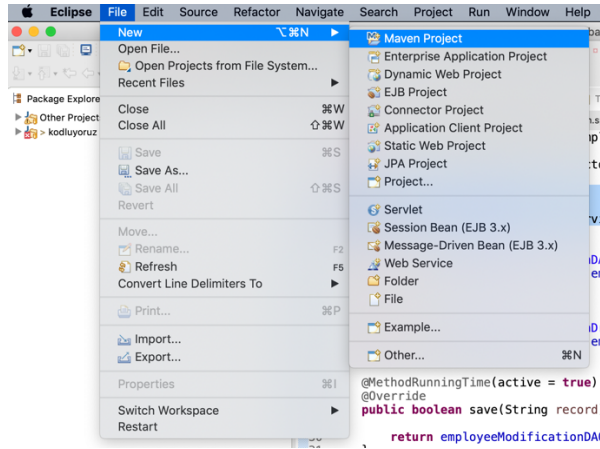 Eclipse File Edit Source Refactor Navigate Search Project Run Window Help
New ⌥⌘N ▶
Open File...
Open Projects from File System...
Recent Files ▶
Close ⌘W
Close All ⇧⌘W
Save ⌘S
Save As...
Save All ⇧⌘S
Revert
Move...
Rename... F2
Refresh F5
Convert Line Delimiters To ▶
Print... ⌘P
Import...
Export...
Properties ⌘I
Switch Workspace ▶
Restart
Maven Project
Enterprise Application Project
Dynamic Web Project
EJB Project
Connector Project
Application Client Project
Static Web Project
JPA Project
Project...
Servlet
Session Bean (EJB 3.x)
Message-Driven Bean (EJB 3.x)
Web Service
Folder
File
Example...
Other... ⌘N
Package Explore
Other Project
> kodluyoruz
@MethodRunningTime(active = true)
@Override
public boolean save(String record
return employeeModificationDAO